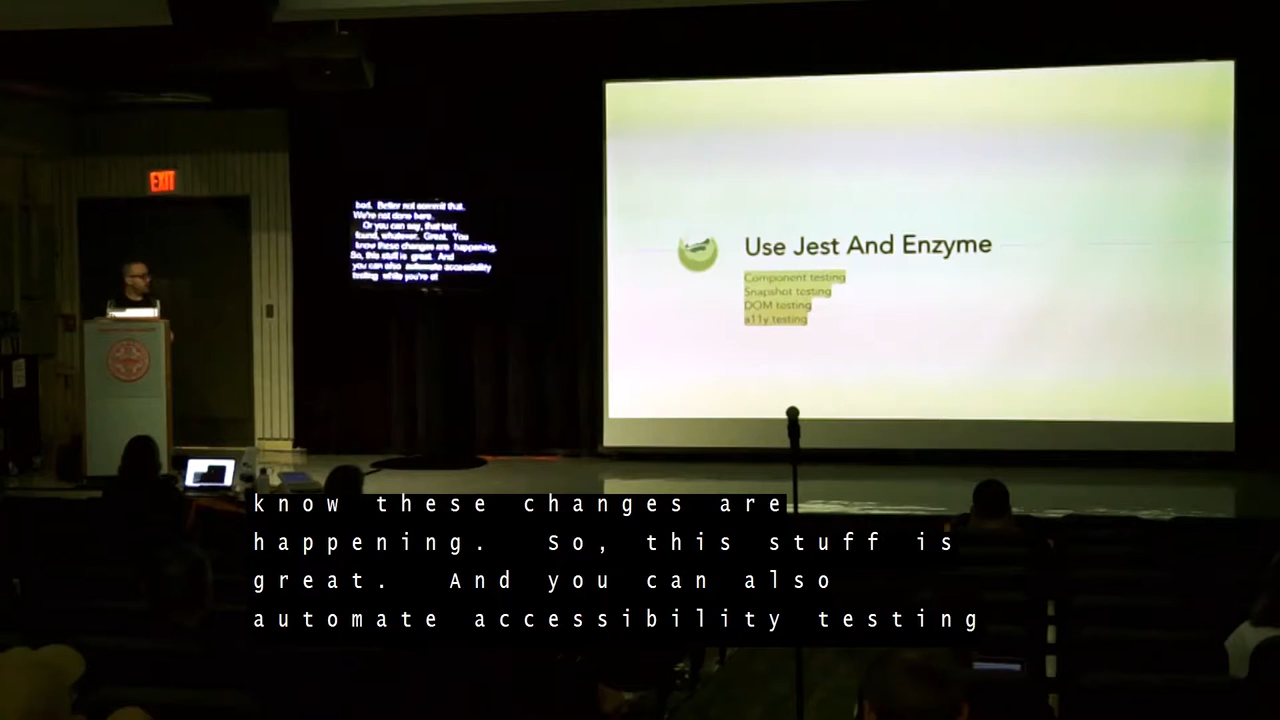 EXIT
bad. Better not commit that.
We're not done here.
Or you can say, that test
found, whatever. Great. You
know these changes are happening.
So, this stuff is great. And
you can also automate accessibility
testing while you're at
Use Jest And Enzyme
Component testing
Snapshot testing
DOM testing
a11y testing
know these changes are
happening. So, this stuff is
great. And you can also
automate accessibility testing